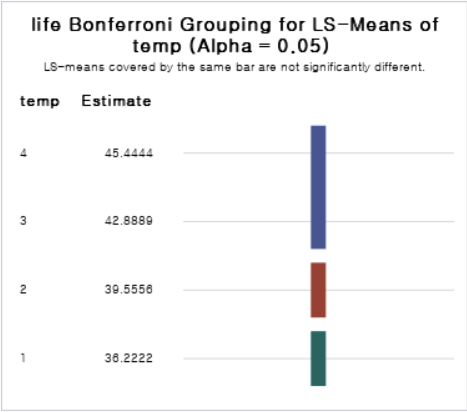 life Bonferroni Grouping for LS-Means of
temp (Alpha = 0.05)
LS-means covered by the same bar are not significantly different.
temp Estimate
4 45.4444
3 42.8889
2 39.5556
1 36.2222